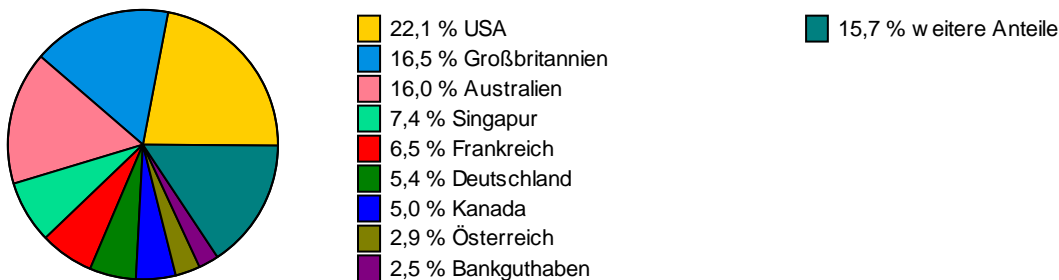 22,1 % USA
16,5 % Großbritannien
16,0 % Australien
7,4 % Singapur
6,5 % Frankreich
5,4 % Deutschland
5,0 % Kanada
2,9 % Österreich
2,5 % Bankguthaben
15,7 % weitere Anteile